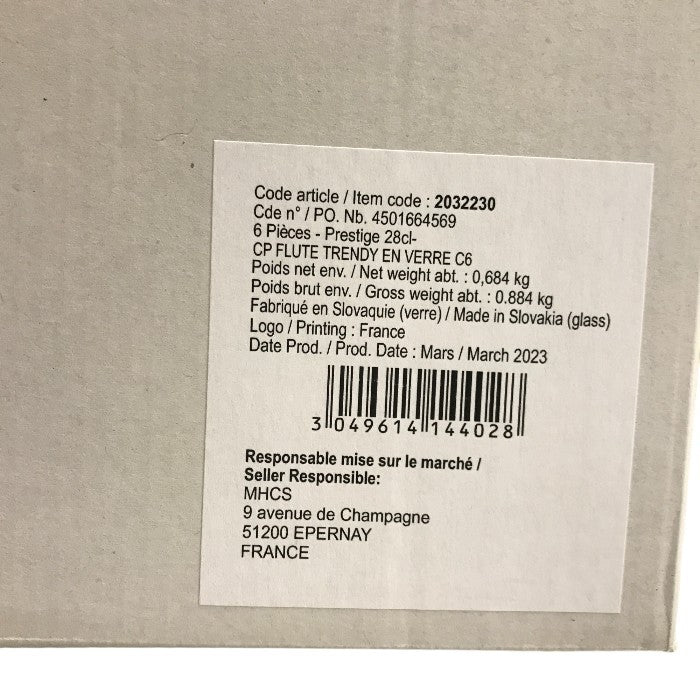 Code article / Item code : 2032230
Cde n° / PO. Nb. 4501664569
6 Pièces - Prestige 28cl-
CP FLUTE TRENDY EN VERRE C6
Poids net env. / Net weight abt. : 0,684 kg
Poids brut env. / Gross weight abt. : 0.884 kg
Fabriqué en Slovaquie (verre) / Made in Slovakia (glass)
Logo / Printing : France
Date Prod. / Prod. Date : Mars / March 2023
3 049614 144028
Responsable mise sur le marché /
Seller Responsible:
MHCS
9 avenue de Champagne
51200 EPERNAY
FRANCE